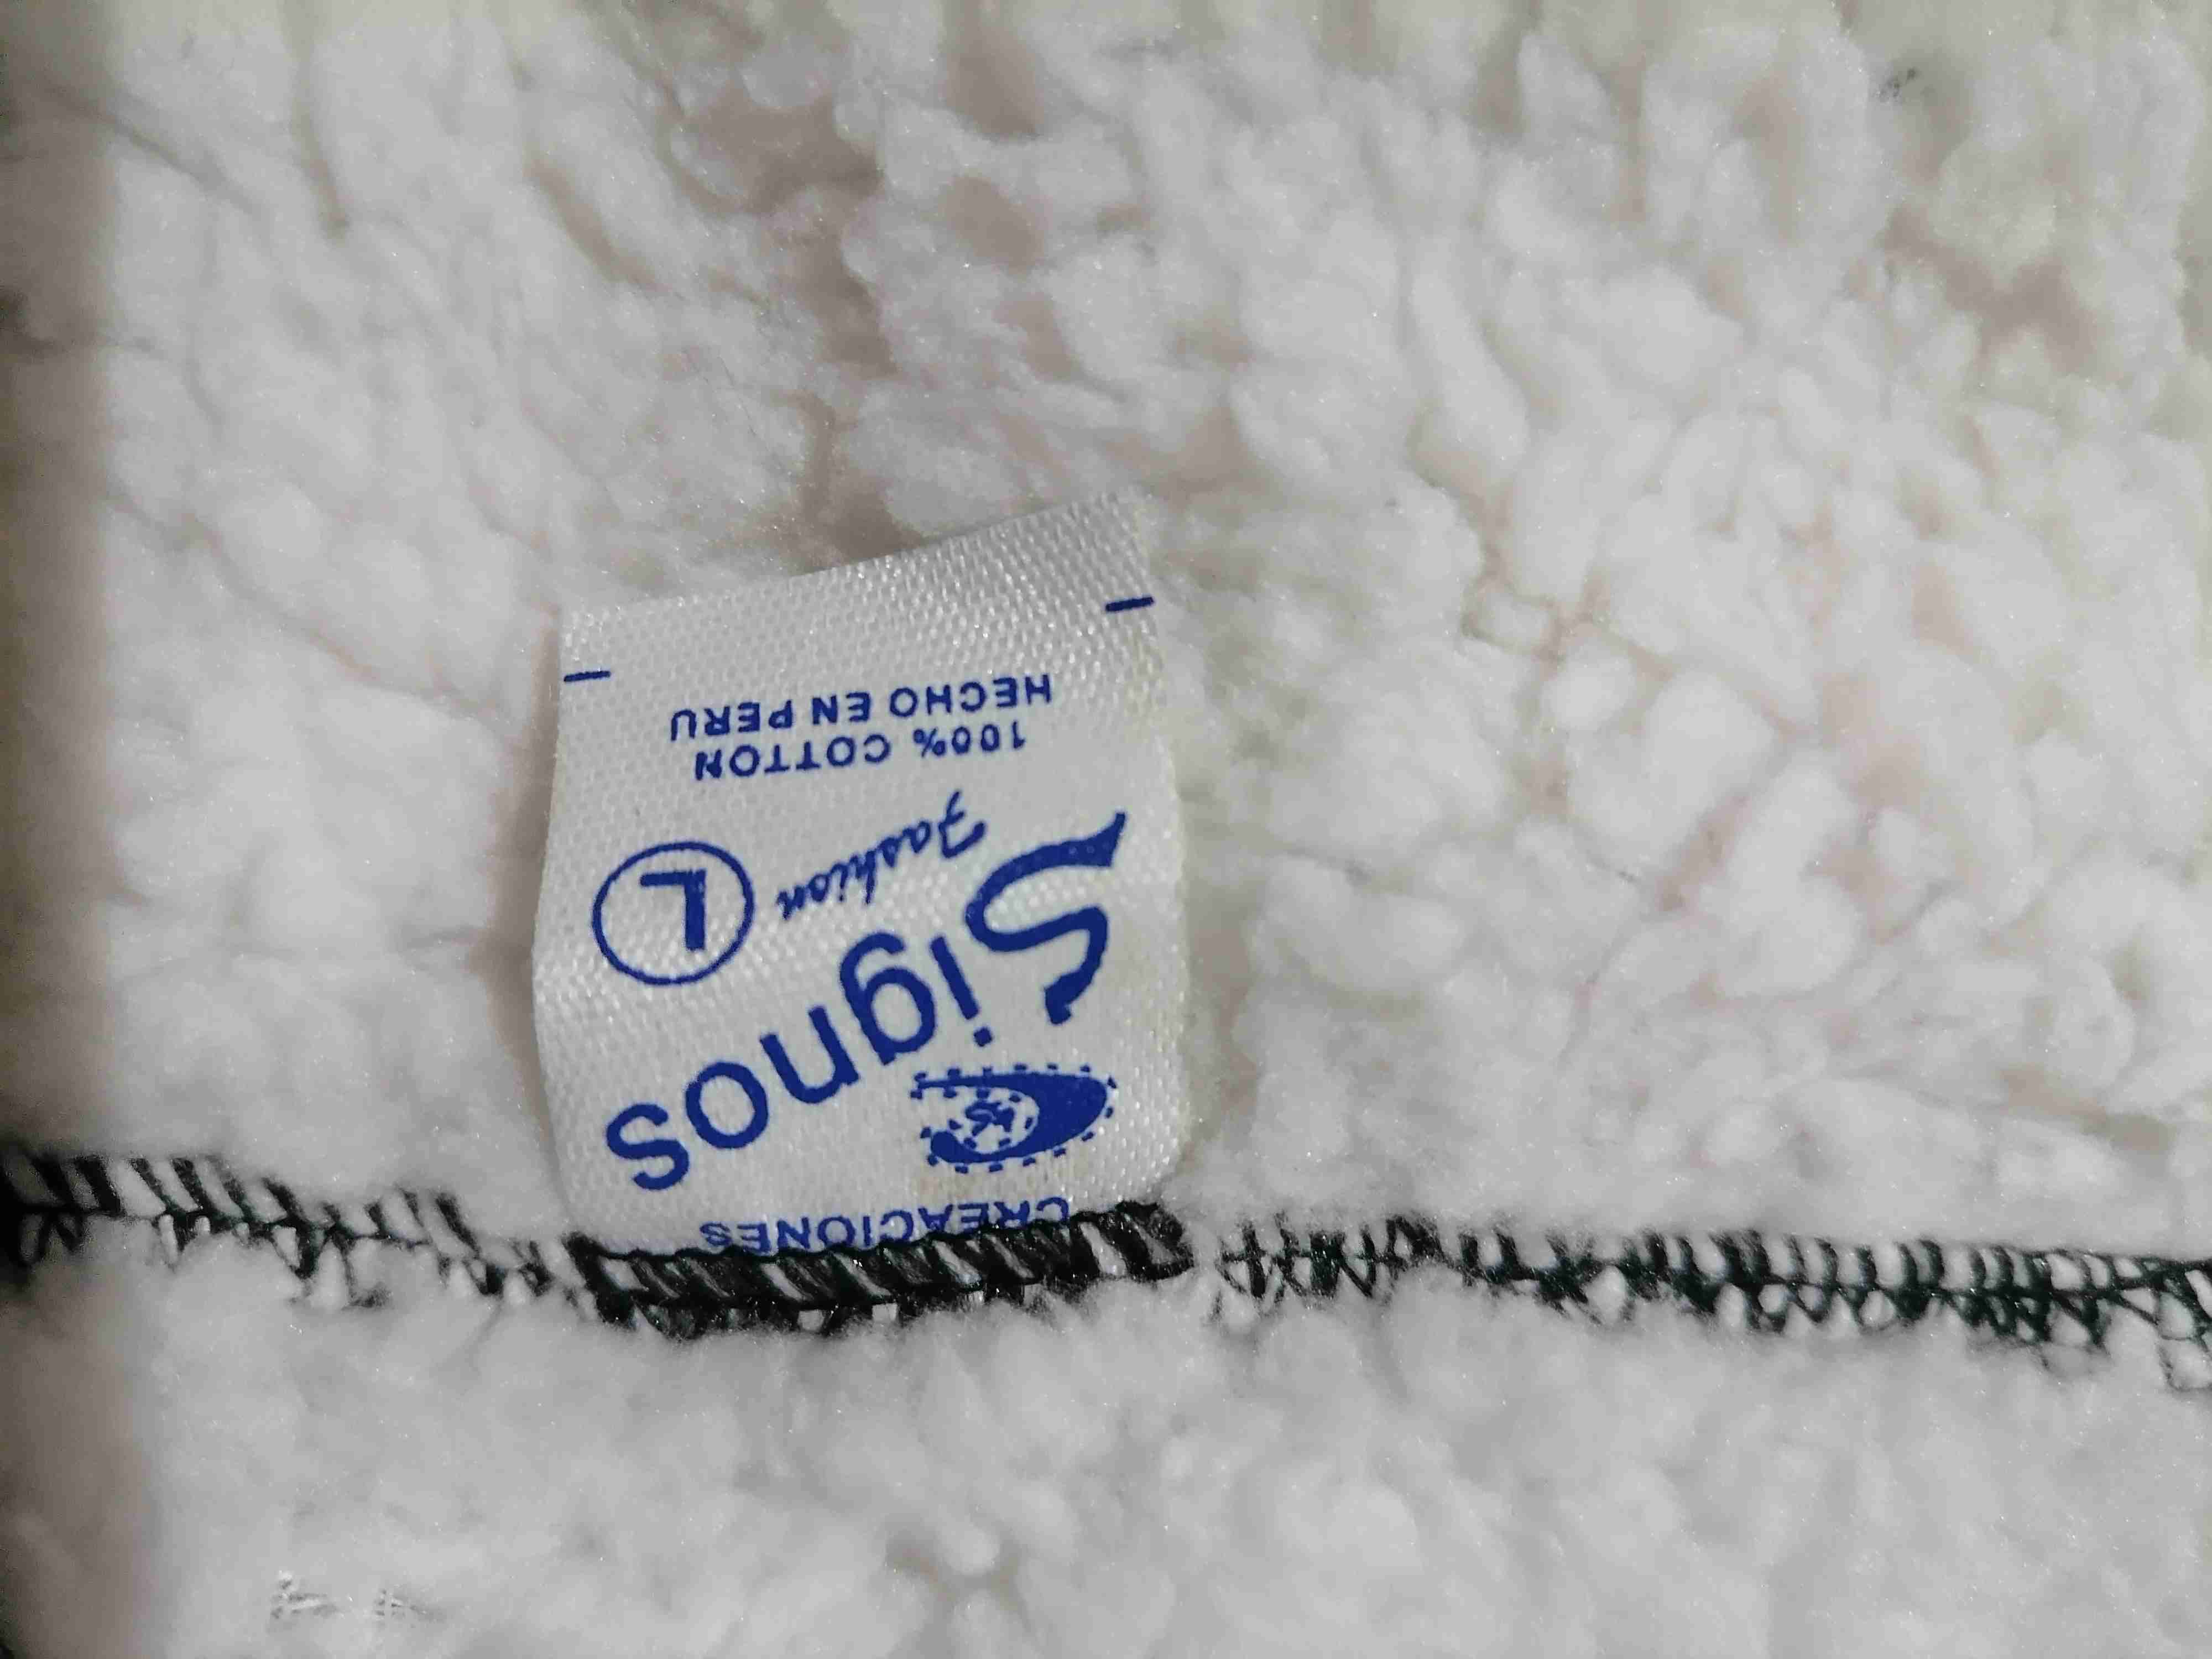 CREACIONES
Signos
Fashion
L
100% COTTON
HECHO EN PERU